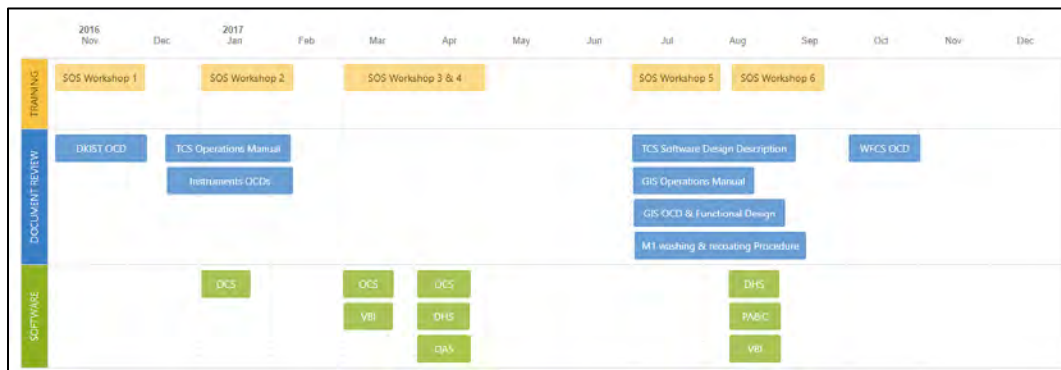 2016
2017
Nov Dec Jan Feb Mar Apr May Jun Jul Aug Sep Oct Nov Dec
TRAINING
SOS Workshop 1 SOS Workshop 2 SOS Workshop 3 & 4 SOS Workshop 5 SOS Workshop 6
DOCUMENT REVIEW
DKIST OCD TCS Operations Manual TCS Software Design Description WFCS OCD
Instruments OCDs GIS Operations Manual
GIS OCD & Functional Design
M1 washing & recoating Procedure
SOFTWARE
OCS OCS OCS DHS
VBI DHS PA&C
OAS VBI